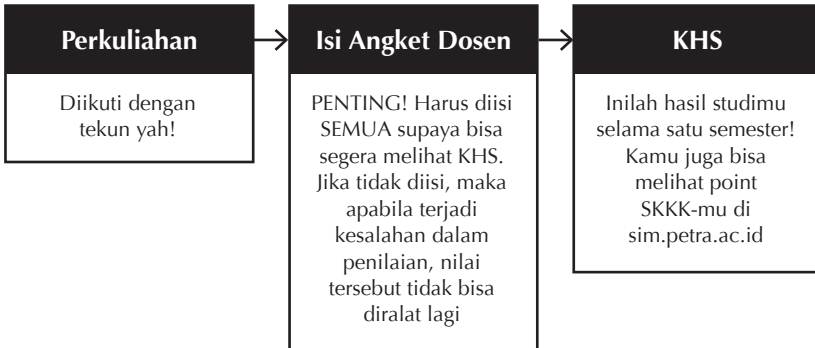 Perkuliahan
Diikuti dengan
tekun yah!
Isi Angket Dosen
PENTING! Harus diisi
SEMUA supaya bisa
segera melihat KHS.
Jika tidak diisi, maka
apabila terjadi
kesalahan dalam
penilaian, nilai
tersebut tidak bisa
diralat lagi
KHS
Inilah hasil studimu
selama satu semester!
Kamu juga bisa
melihat point
SKKK-mu di
sim.petra.ac.id